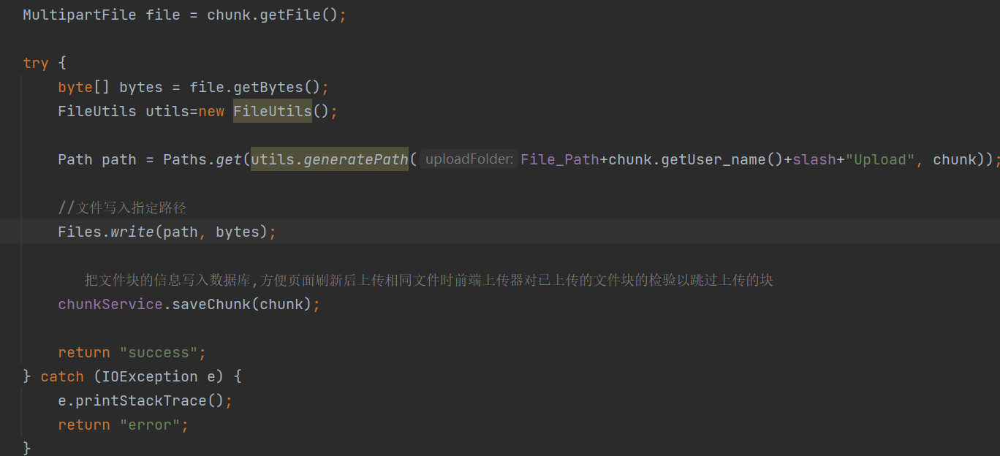 MultipartFile file = chunk.getFile();
try {
byte[] bytes = file.getBytes();
FileUtils utils=new FileUtils();
Path path = Paths.get(utils.generatePath( uploadFolder: File_Path+chunk.getUser_name()+slash+"Upload", chunk));
//文件写入指定路径
Files.write(path, bytes);
把文件块的信息写入数据库,方便页面刷新后上传相同文件时前端上传器对已上传的文件块的检验以跳过上传的块
chunkService.saveChunk(chunk);
return "success";
} catch (IOException e) {
e.printStackTrace();
return "error";
}